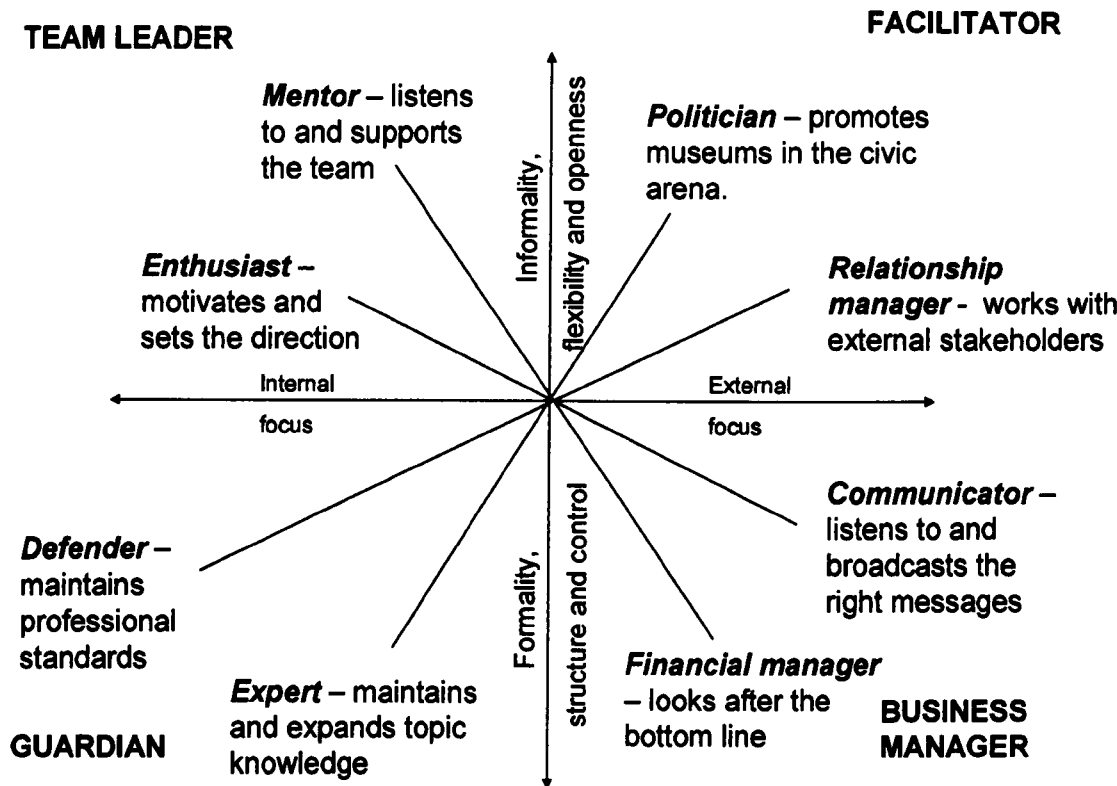 TEAM LEADER
FACILITATOR
Mentor – listens
to and supports
the team
Informality,
flexibility and openness
Politician – promotes
museums in the civic
arena.
Enthusiast –
motivates and
sets the direction
Relationship
manager - works with
external stakeholders
Internal
focus
External
focus
Defender –
maintains
professional
standards
Expert – maintains
and expands topic
knowledge
GUARDIAN
Formality,
structure and control
Communicator –
listens to and
broadcasts the
right messages
Financial manager
– looks after the
bottom line
BUSINESS
MANAGER